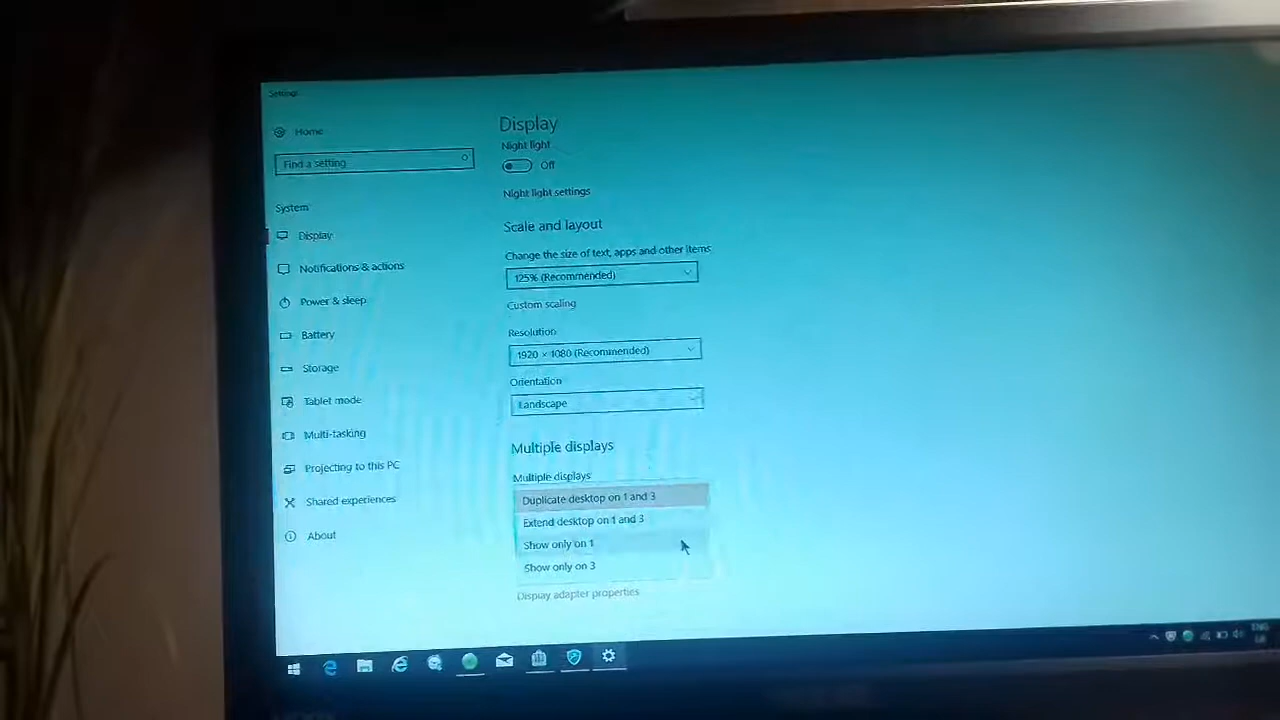 Settings
Home
Find a setting
System
Display
Notifications & actions
Power & sleep
Battery
Storage
Tablet mode
Multi-tasking
Projecting to this PC
Shared experiences
About
Display
Night light
Off
Night light settings
Scale and layout
Change the size of text, apps and other items
125% (Recommended)
Custom scaling
Resolution
1920 × 1080 (Recommended)
Orientation
Landscape
Multiple displays
Multiple displays
Duplicate desktop on 1 and 3
Extend desktop on 1 and 3
Show only on 1
Show only on 3
Display adapter properties
ENG